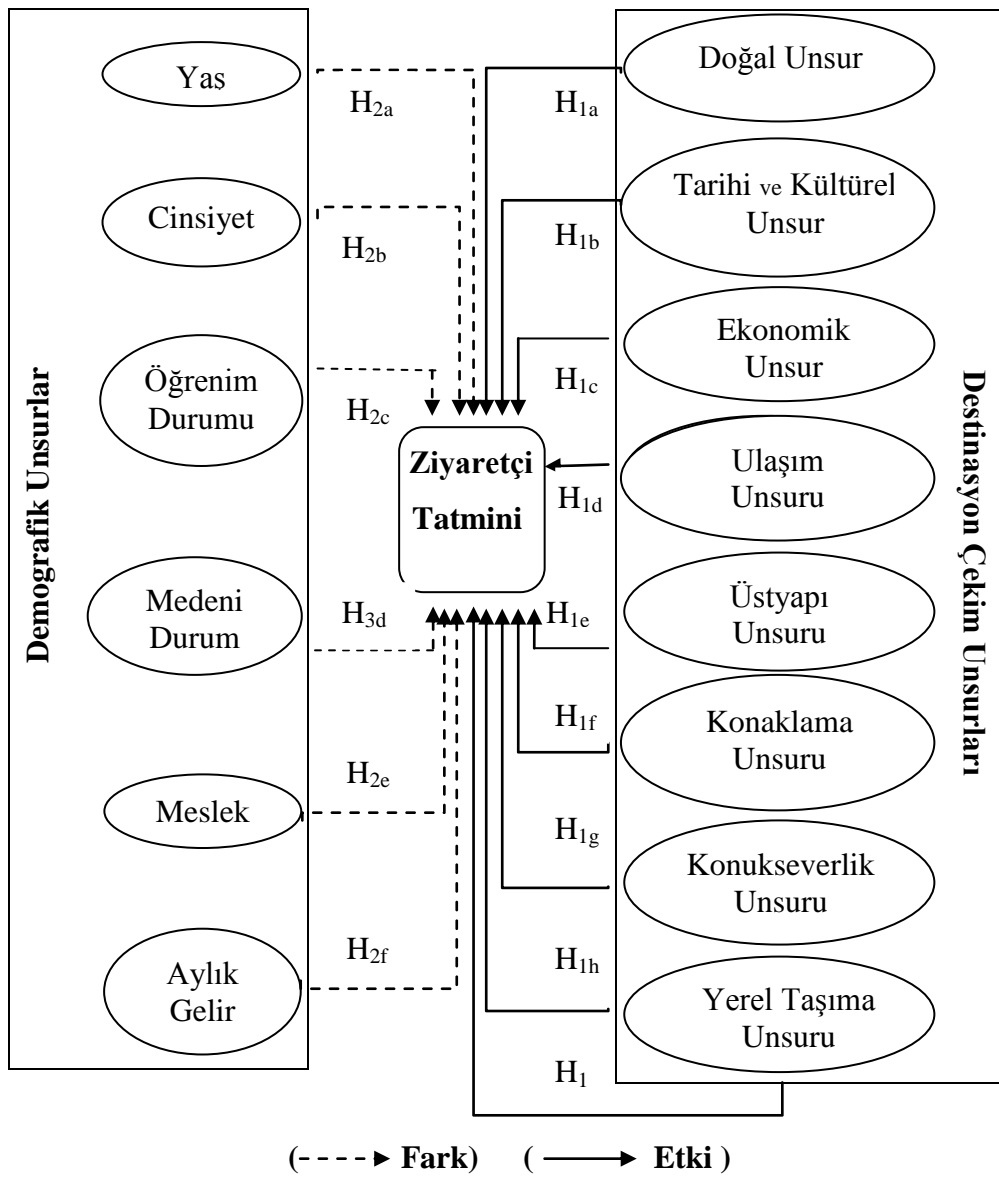 Demografik Unsurlar
Yas
Cinsiyet
Öğrenim
Durumu
Medeni
Durum
Meslek
Aylık
Gelir
H2a
H2b
H2c
H3d
H2e
H2f
Ziyaretçi
Tatmini
H1a
H1b
H1c
H1d
H1e
H1f
H1g
H1h
H1
Doğal Unsur
Tarihi ve Kültürel
Unsur
Ekonomik
Unsur
Ulaşım
Unsuru
Üstyapı
Unsuru
Konaklama
Unsuru
Konukseverlik
Unsuru
Yerel Taşıma
Unsuru
Destinasyon Çekim Unsurları
( Fark) ( Etki )